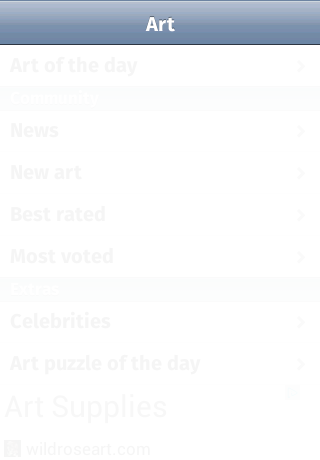 Art
Art of the day
Community
News
New art
Best rated
Most voted
Extras
Celebrities
Art puzzle of the day
Art Supplies
wildroseart.com